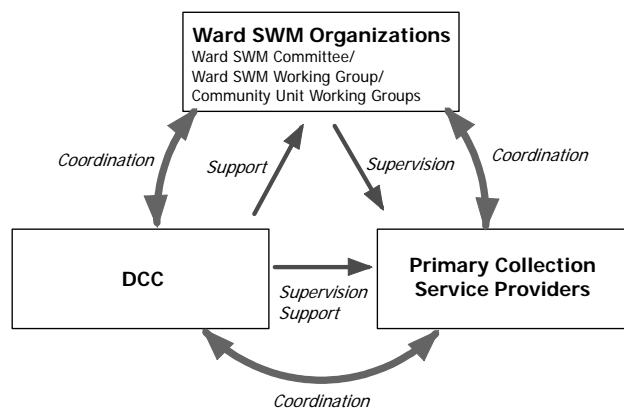 Ward SWM Organizations
Ward SWM Committee/
Ward SWM Working Group/
Community Unit Working Groups
Coordination
Support
Supervision
Coordination
DCC
Supervision
Support
Primary Collection
Service Providers
Coordination